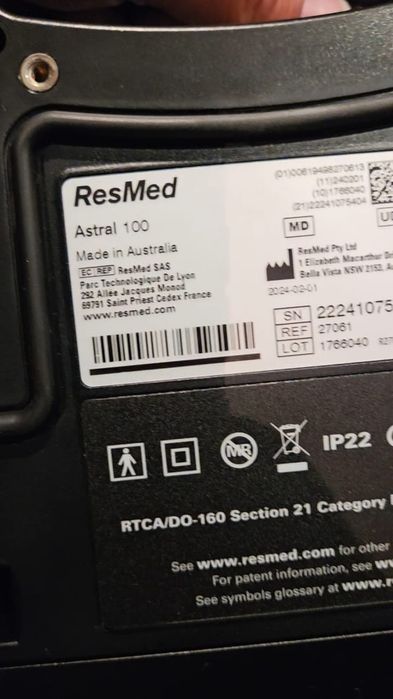 ResMed
Astral 100
Made in Australia
EC REP ResMed SAS
Parc Technologique De Lyon
292 Allée Jacques Monod
69791 Saint Priest Cedex France
www.resmed.com
(01)00619498270613
(11)240201
(10)1766040
(21)22241075404
MD
ResMed Pty Ltd
1 Elizabeth Macarthur
Bella Vista NSW 2153,
2024-02-01
SN 22241075
REF 27061
LOT 1766040
MR
IP22
RTCA/DO-160 Section 21 Category
See www.resmed.com for other
For patent information, see
See symbols glossary at